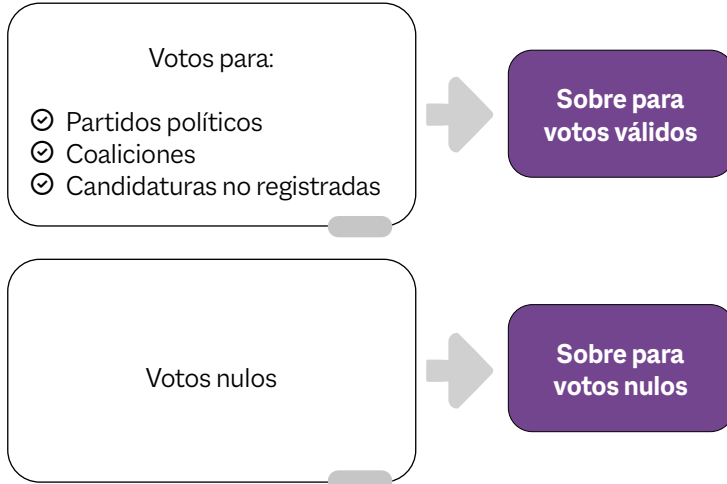 Votos para:
Partidos políticos
Coaliciones
Candidaturas no registradas
Sobre para
votos válidos
Votos nulos
Sobre para
votos nulos